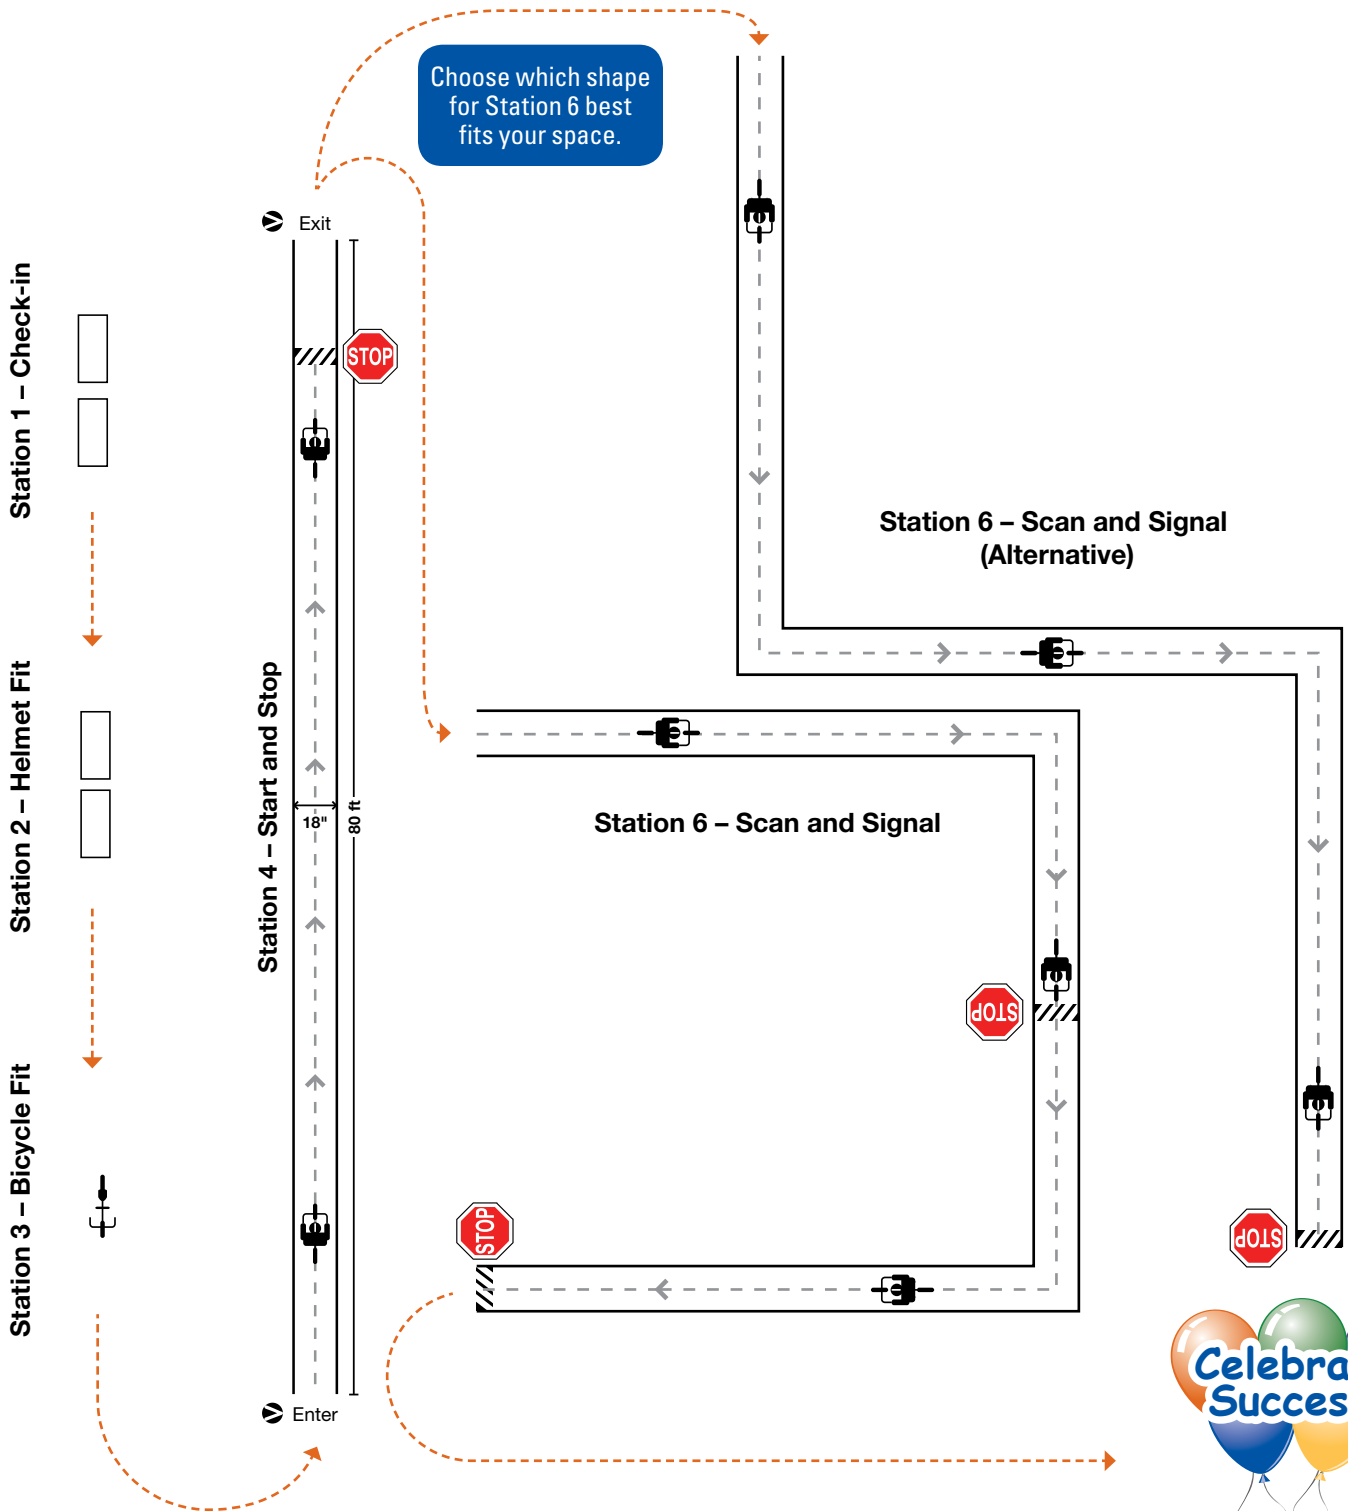 Choose which shape
for Station 6 best
fits your space.
Exit
STOP
Station 1 – Check-in
Station 2 – Helmet Fit
Station 3 – Bicycle Fit
Station 4 – Start and Stop
18"
80 ft
Enter
Station 6 – Scan and Signal
(Alternative)
Station 6 – Scan and Signal
STOP
STOP
STOP
Celebra
Succes